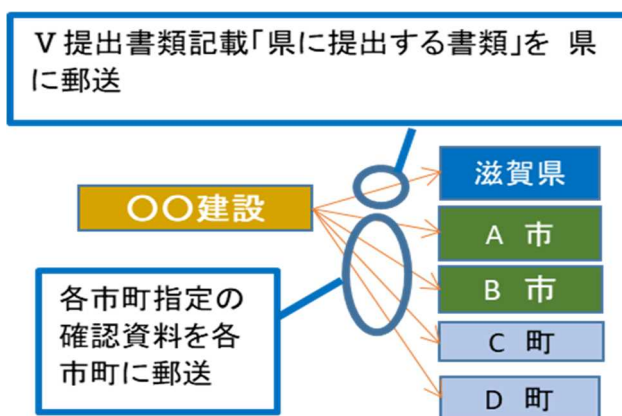 Ⅴ提出書類記載「県に提出する書類」を 県
に郵送
滋賀県
〇〇建設
A 市
B 市
各市町指定の
確認資料を各
市町に郵送
C 町
D 町